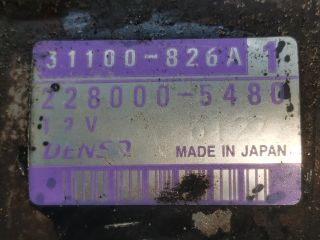 31100-826A 1
228000-5480
12V
DENSO MADE IN JAPAN